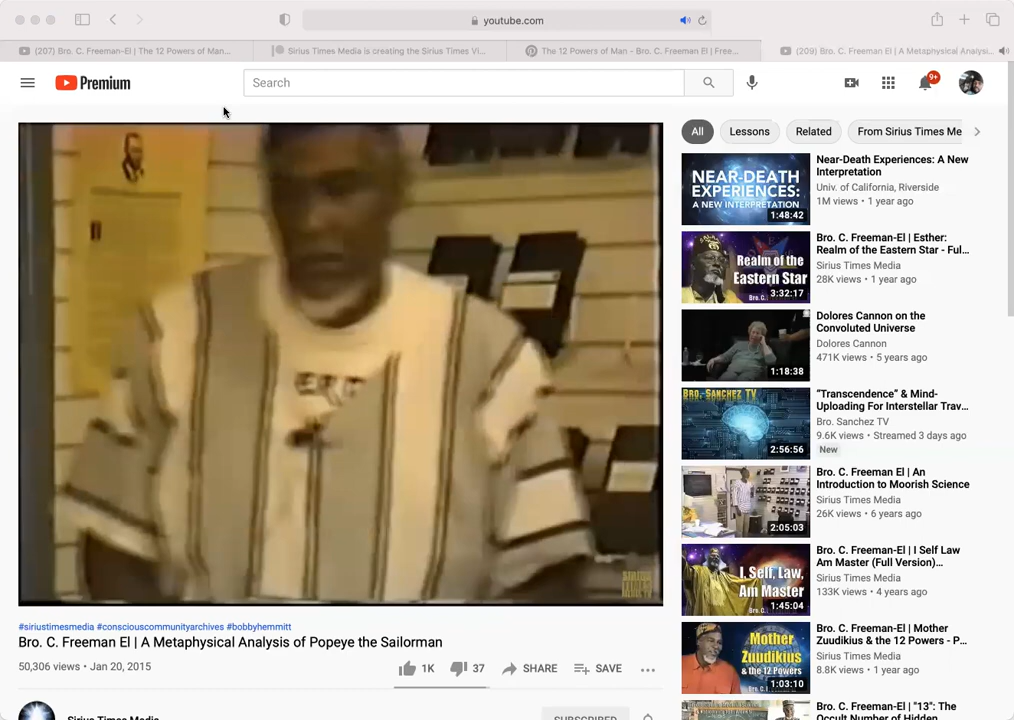 youtube.com
(207) Bro. C. Freeman-El | The 12 Powers of Man...
Sirius Times Media is creating the Sirius Times Vi...
The 12 Powers of Man - Bro. C. Freeman El | Free...
(209) Bro. C. Freeman El | A Metaphysical Analysi...
Premium
Search
9+
All
Lessons
Related
From Sirius Times Me
NEAR-DEATH
EXPERIENCES:
A NEW INTERPRETATION
1:48:42
Near-Death Experiences: A New
Interpretation
Univ. of California, Riverside
1M views • 1 year ago
Realm of the
Eastern Star
Bro. C.
3:32:17
Bro. C. Freeman-El | Esther:
Realm of the Eastern Star - Ful...
Sirius Times Media
28K views • 1 year ago
1:18:38
Dolores Cannon on the
Convoluted Universe
Dolores Cannon
471K views • 5 years ago
BRO. SANCHEZ TV
2:56:56
“Transcendence” & Mind-
Uploading For Interstellar Trav...
Bro. Sanchez TV
9.6K views • Streamed 3 days ago
New
2:05:03
Bro. C. Freeman El | An
Introduction to Moorish Science
Sirius Times Media
26K views • 6 years ago
I, Self, Law,
Am Master
1:45:04
Bro. C. Freeman-El | I Self Law
Am Master (Full Version)...
Sirius Times Media
133K views • 4 years ago
Mother
Zuudikius
& the 12 Powers
Bro. C.
1:03:10
Bro. C. Freeman-El | Mother
Zuudikius & the 12 Powers - P...
Sirius Times Media
8.8K views • 1 year ago
Bro. C. Freeman-El | "13": The
Occult Number of Hidden
SIRIUS
TIMES
MEDIA
#siriustimesmedia #consciouscommunityarchives #bobbyhemmitt
Bro. C. Freeman El | A Metaphysical Analysis of Popeye the Sailorman
50,306 views • Jan 20, 2015
1K
37
SHARE
SAVE
Sirius Times Media
SUBSCRIBED